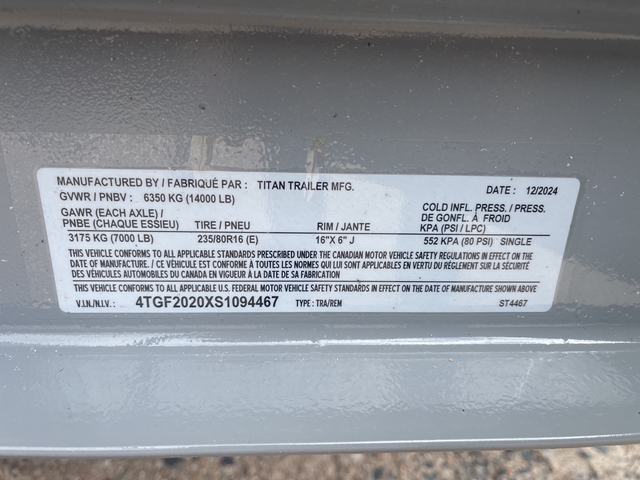 MANUFACTURED BY / FABRIQUÉ PAR : TITAN TRAILER MFG. DATE : 12/2024
GVWR / PNBV : 6350 KG (14000 LB)
GAWR (EACH AXLE) / PNBE (CHAQUE ESSIEU) TIRE / PNEU RIM / JANTE COLD INFL. PRESS. / PRESS. DE GONFL. À FROID KPA (PSI / LPC)
3175 KG (7000 LB) 235/80R16 (E) 16"X 6" J 552 KPA (80 PSI) SINGLE
THIS VEHICLE CONFORMS TO ALL APPLICABLE STANDARDS PRESCRIBED UNDER THE CANADIAN MOTOR VEHICLE SAFETY REGULATIONS IN EFFECT ON THE
DATE OF MANUFACTURE. / CE VÉHICULE EST CONFORME À TOUTES LES NORMES QUI LUI SONT APPLICABLES EN VERTU DU RÈGLEMENT SUR LA SÉCURITÉ DES
VÉHICULES AUTOMOBILES DU CANADA EN VIGUEUR À LA DATE DE SA FABRICATION
THIS VEHICLE CONFORMS TO ALL APPLICABLE U.S. FEDERAL MOTOR VEHICLE SAFETY STANDARDS IN EFFECT ON THE DATE OF MANUFACTURE SHOWN ABOVE
V.I.N./N.I.V. : 4TGF2020XS1094467 TYPE : TRA/REM ST4467